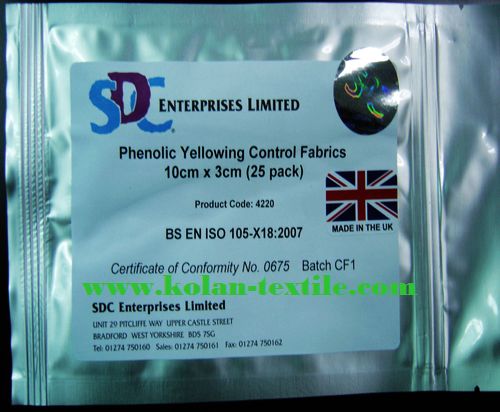 SDC ENTERPRISES LIMITED
Phenolic Yellowing Control Fabrics
10cm x 3cm (25 pack)
Product Code: 4220
MADE IN THE UK
BS EN ISO 105-X18:2007
Certificate of Conformity No. 0675 Batch CF1
www.kolan-textile.com
SDC Enterprises Limited
UNIT 29 PITCLIFFE WAY UPPER CASTLE STREET
BRADFORD WEST YORKSHIRE BD5 7SG
Tel: 01274 750160 Sales: 01274 750161 Fax: 01274 750162